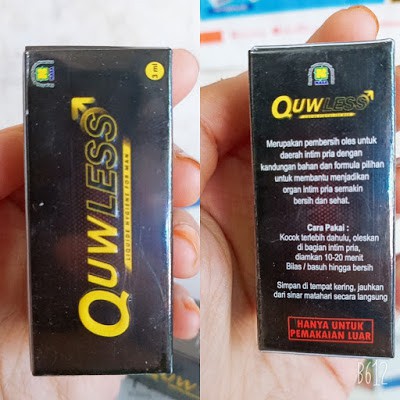 3 ml
QUWLESS
LIQUIDE HYGIENE FOR MAN
QUWLESS
Merupakan pembersih oles untuk
daerah intim pria dengan
kandungan bahan dan formula pilihan
untuk membantu menjadikan
organ intim pria semakin
bersih dan sehat.
Cara Pakai :
Kocok terlebih dahulu, oleskan
di bagian intim pria,
diamkan 10-20 menit
Bilas / basuh hingga bersih
Simpan di tempat kering, jauhkan
dari sinar matahari secara langsung
HANYA UNTUK
PEMAKAIAN LUAR
QUWLESS
B612